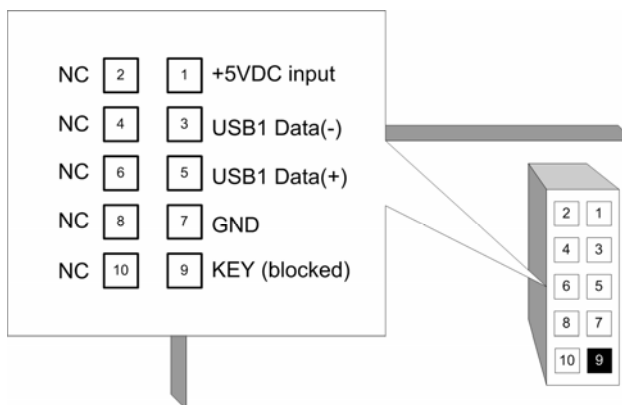 NC 2 1 +5VDC input
NC 4 3 USB1 Data(-)
NC 6 5 USB1 Data(+)
NC 8 7 GND
NC 10 9 KEY (blocked)
2 1
4 3
6 5
8 7
10 9